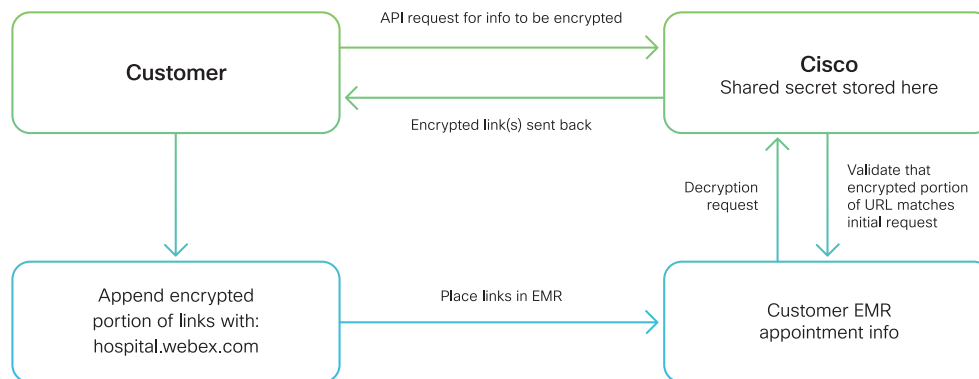 API request for info to be encrypted
Customer
Cisco
Shared secret stored here
Encrypted link(s) sent back
Decryption
request
Validate that
encrypted portion
of URL matches
initial request
Append encrypted
portion of links with:
hospital.webex.com
Place links in EMR
Customer EMR
appointment info